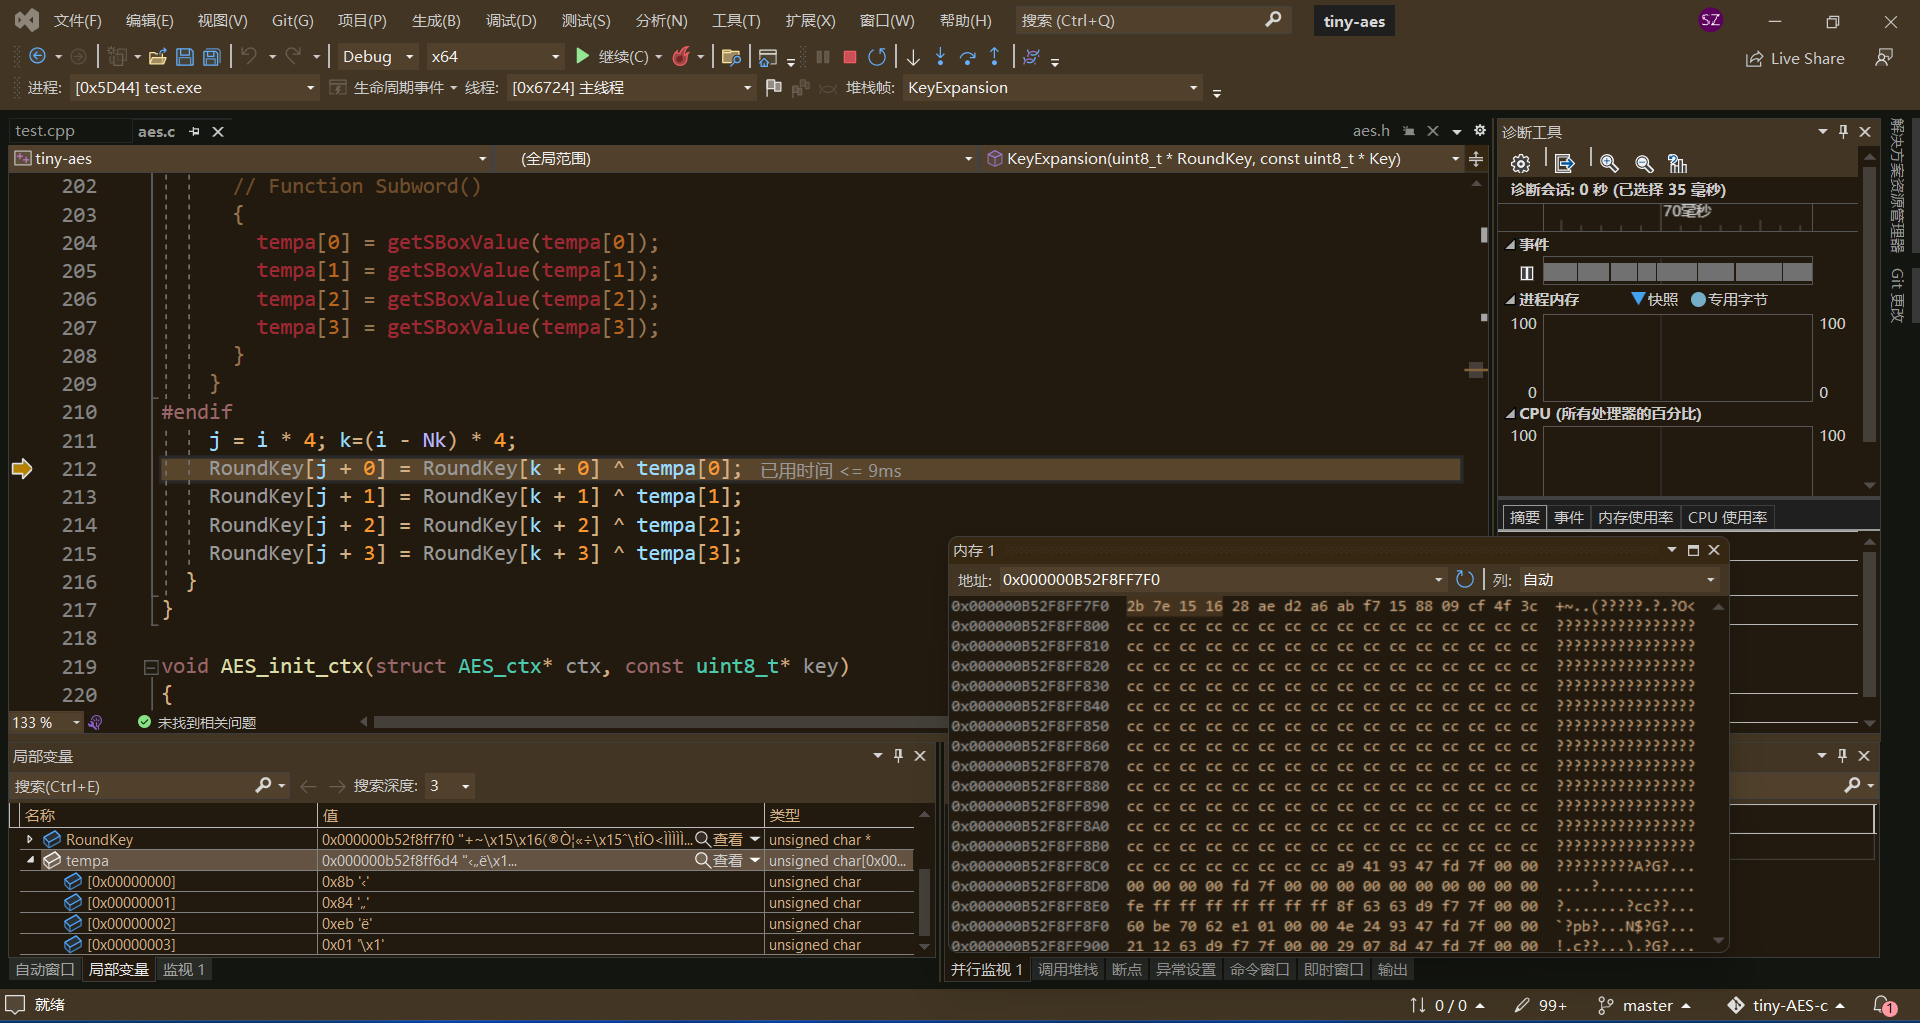 文件(F) 编辑(E) 视图(V) Git(G) 项目(P) 生成(B) 调试(D) 测试(S) 分析(N) 工具(T) 扩展(X) 窗口(W) 帮助(H) 搜索 (Ctrl+Q) tiny-aes SZ
Debug x64 继续(C) Live Share
进程: [0x5D44] test.exe 生命周期事件 线程: [0x6724] 主线程 堆栈帧: KeyExpansion
test.cpp aes.c aes.h
tiny-aes (全局范围) KeyExpansion(uint8_t * RoundKey, const uint8_t * Key)
202 // Function Subword()
203 {
204 tempa[0] = getSBoxValue(tempa[0]);
205 tempa[1] = getSBoxValue(tempa[1]);
206 tempa[2] = getSBoxValue(tempa[2]);
207 tempa[3] = getSBoxValue(tempa[3]);
208 }
209 }
210 #endif
211 j = i * 4; k=(i - Nk) * 4;
212 RoundKey[j + 0] = RoundKey[k + 0] ^ tempa[0]; 已用时间 <= 9ms
213 RoundKey[j + 1] = RoundKey[k + 1] ^ tempa[1];
214 RoundKey[j + 2] = RoundKey[k + 2] ^ tempa[2];
215 RoundKey[j + 3] = RoundKey[k + 3] ^ tempa[3];
216 }
217 }
218
219 void AES_init_ctx(struct AES_ctx* ctx, const uint8_t* key)
220 {
133 % 未找到相关问题
诊断工具
诊断会话: 0 秒 (已选择 35 毫秒)
70毫秒
事件
进程内存 快照 专用字节
100 100
0 0
CPU (所有处理器的百分比)
100 100
摘要 事件 内存使用率 CPU 使用率
解决方案资源管理器
Git 更改
内存 1
地址: 0x000000B52F8FF7F0 列: 自动
0x000000B52F8FF7F0 2b 7e 15 16 28 ae d2 a6 ab f7 15 88 09 cf 4f 3c +~..(?????.?.?O<
0x000000B52F8FF800 cc cc cc cc cc cc cc cc cc cc cc cc cc cc cc cc ????????????????
0x000000B52F8FF810 cc cc cc cc cc cc cc cc cc cc cc cc cc cc cc cc ????????????????
0x000000B52F8FF820 cc cc cc cc cc cc cc cc cc cc cc cc cc cc cc cc ????????????????
0x000000B52F8FF830 cc cc cc cc cc cc cc cc cc cc cc cc cc cc cc cc ????????????????
0x000000B52F8FF840 cc cc cc cc cc cc cc cc cc cc cc cc cc cc cc cc ????????????????
0x000000B52F8FF850 cc cc cc cc cc cc cc cc cc cc cc cc cc cc cc cc ????????????????
0x000000B52F8FF860 cc cc cc cc cc cc cc cc cc cc cc cc cc cc cc cc ????????????????
0x000000B52F8FF870 cc cc cc cc cc cc cc cc cc cc cc cc cc cc cc cc ????????????????
0x000000B52F8FF880 cc cc cc cc cc cc cc cc cc cc cc cc cc cc cc cc ????????????????
0x000000B52F8FF890 cc cc cc cc cc cc cc cc cc cc cc cc cc cc cc cc ????????????????
0x000000B52F8FF8A0 cc cc cc cc cc cc cc cc cc cc cc cc cc cc cc cc ????????????????
0x000000B52F8FF8B0 cc cc cc cc cc cc cc cc cc cc cc cc cc cc cc cc ????????????????
0x000000B52F8FF8C0 cc cc cc cc cc cc cc cc a9 41 93 47 fd 7f 00 00 ?????????A?G?...
0x000000B52F8FF8D0 00 00 00 00 fd 7f 00 00 00 00 00 00 00 00 00 00 ....?...........
0x000000B52F8FF8E0 fe ff ff ff ff ff ff ff 8f 63 63 d9 f7 7f 00 00 ?.......?cc??...
0x000000B52F8FF8F0 60 be 70 62 e1 01 00 00 4e 24 93 47 fd 7f 00 00 `?pb?...N$?G?...
0x000000B52F8FF900 21 12 63 d9 f7 7f 00 00 29 07 8d 47 fd 7f 00 00 !.c??...).?G?...
局部变量
搜索(Ctrl+E) 搜索深度: 3
名称 值 类型
RoundKey 0x000000b52f8ff7f0 "+~\x15\x16(®Ò¦«÷\x15ˆ\tÏO<ÌÌÌÌÌ... 查看 unsigned char *
tempa 0x000000b52f8ff6d4 "‹„ë\x1... 查看 unsigned char[0x00...
[0x00000000] 0x8b '‹' unsigned char
[0x00000001] 0x84 '„' unsigned char
[0x00000002] 0xeb 'ë' unsigned char
[0x00000003] 0x01 '\x1' unsigned char
自动窗口 局部变量 监视 1
并行监视 1 调用堆栈 断点 异常设置 命令窗口 即时窗口 输出
就绪 0 / 0 99+ master tiny-AES-c 1